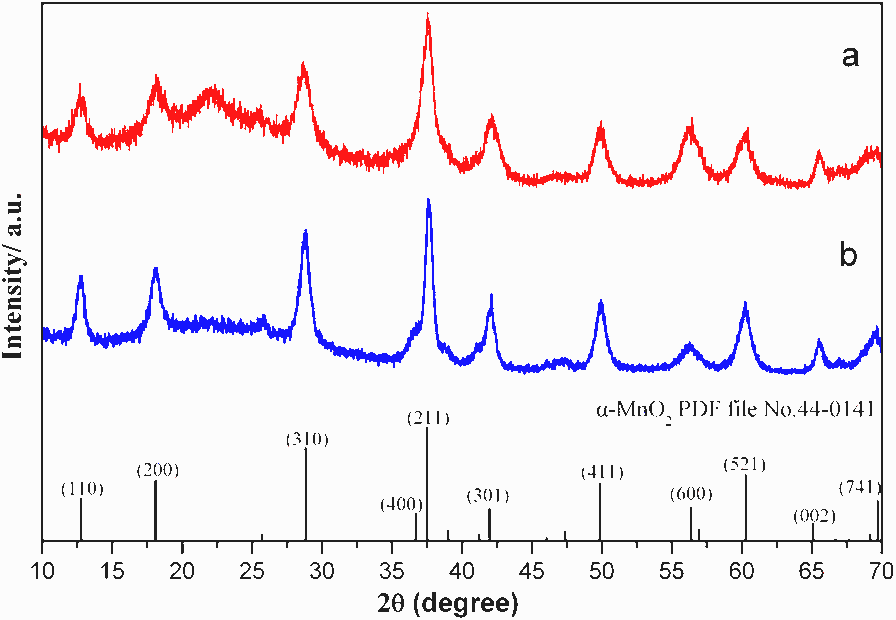 a
b
Intensity/ a.u.
α-MnO2 PDF file No.44-0141
(110)
(200)
(310)
(400)
(211)
(301)
(411)
(600)
(521)
(002)
(741)
10 15 20 25 30 35 40 45 50 55 60 65 70
2θ (degree)